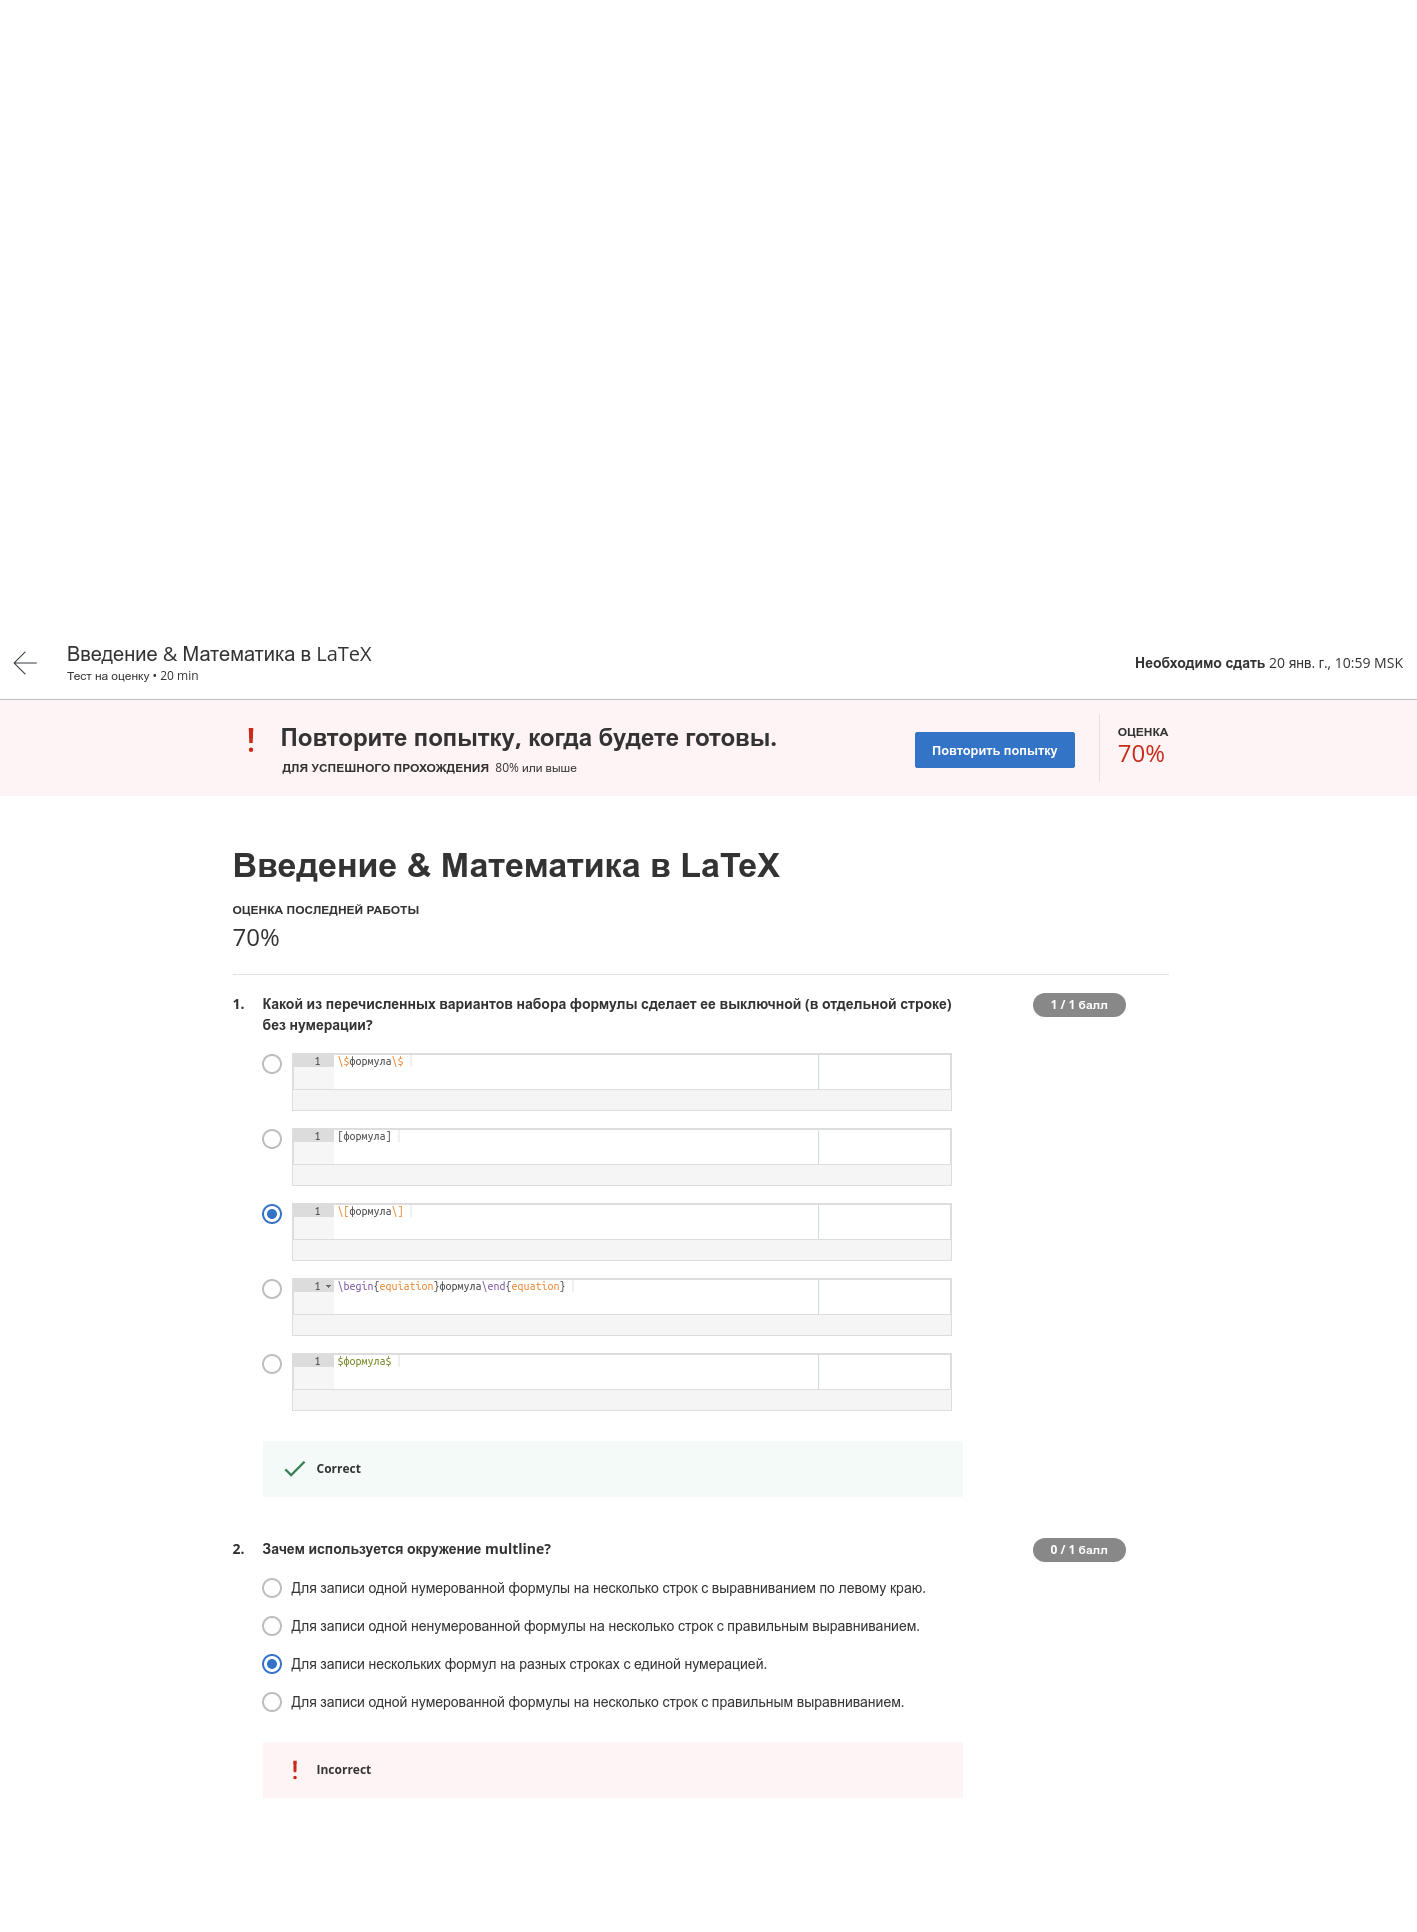 Введение & Математика в LaTeX
Тест на оценку • 20 min
Необходимо сдать 20 янв. г., 10:59 MSK
Повторите попытку, когда будете готовы.
ДЛЯ УСПЕШНОГО ПРОХОЖДЕНИЯ 80% или выше
Повторить попытку
ОЦЕНКА
70%
Введение & Математика в LaTeX
ОЦЕНКА ПОСЛЕДНЕЙ РАБОТЫ
70%
1. Какой из перечисленных вариантов набора формулы сделает ее выключной (в отдельной строке)
без нумерации?
1 / 1 балл
1 \$формула\$
1 [формула]
1 \[формула\]
1 \begin{equiation}формула\end{equation}
1 $формула$
Correct
2. Зачем используется окружение multline?
0 / 1 балл
Для записи одной нумерованной формулы на несколько строк с выравниванием по левому краю.
Для записи одной ненумерованной формулы на несколько строк с правильным выравниванием.
Для записи нескольких формул на разных строках с единой нумерацией.
Для записи одной нумерованной формулы на несколько строк с правильным выравниванием.
Incorrect